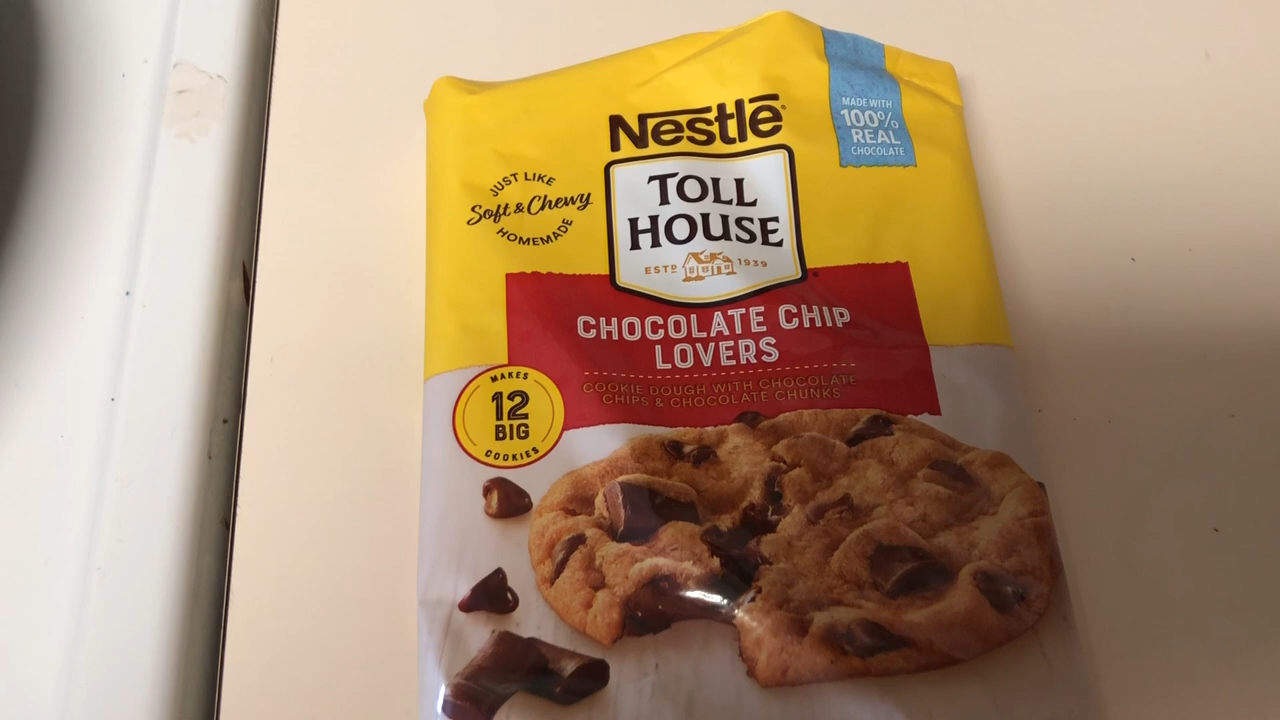 MADE WITH
100%
REAL
CHOCOLATE
Nestlē
JUST LIKE
Soft & Chewy
HOMEMADE
TOLL
HOUSE
ESTD 1939
CHOCOLATE CHIP
LOVERS
COOKIE DOUGH WITH CHOCOLATE
CHIPS & CHOCOLATE CHUNKS
MAKES
12
BIG
COOKIES